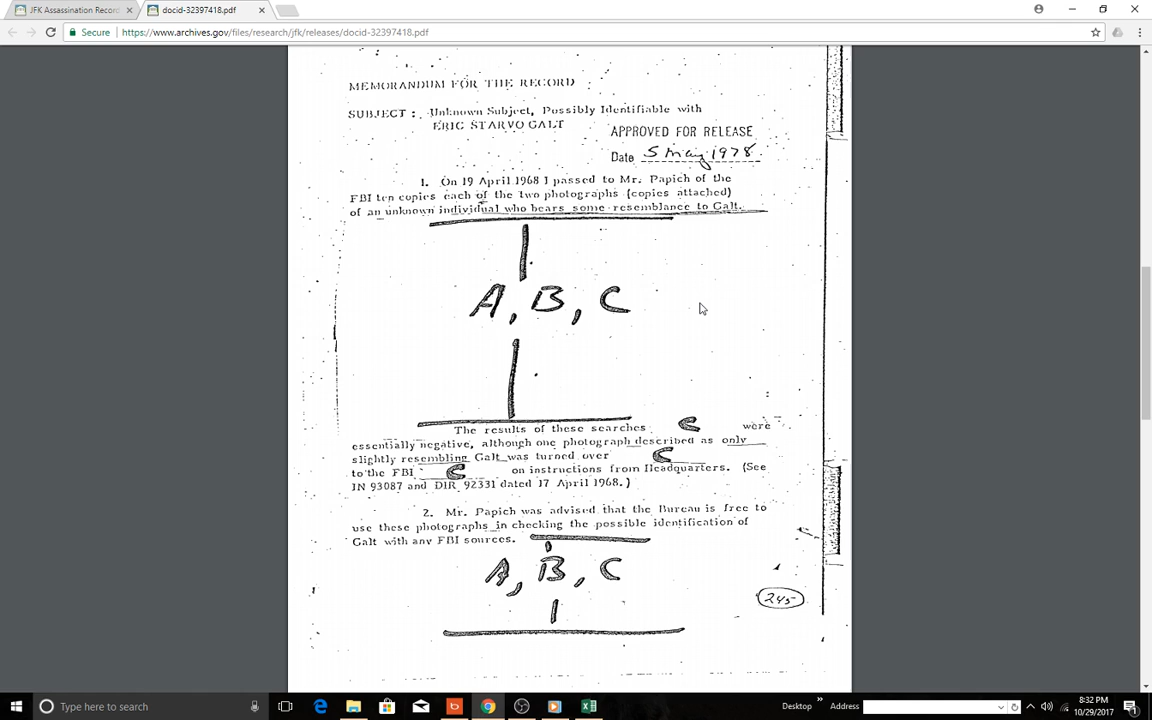 JFK Assassination Record
docid-32397418.pdf
Secure
https://www.archives.gov/files/research/jfk/releases/docid-32397418.pdf
MEMORANDUM FOR THE RECORD
SUBJECT : Unknown Subject, Possibly Identifiable with
ERIC STARVO GALT
APPROVED FOR RELEASE
Date 5 May 1978
1. On 19 April 1968 I passed to Mr. Papich of the
FBI ten copies each of the two photographs (copies attached)
of an unknown individual who bears some resemblance to Galt.
A, B, C
The results of these searches C were
essentially negative, although one photograph described as only
slightly resembling Galt was turned over C
to the FBI C on instructions from Headquarters. (See
IN 93087 and DIR 92331 dated 17 April 1968.)
2. Mr. Papich was advised that the Bureau is free to
use these photographs in checking the possible identification of
Galt with any FBI sources.
A, B, C
245
Type here to search
Desktop
Address
8:32 PM
10/29/2017